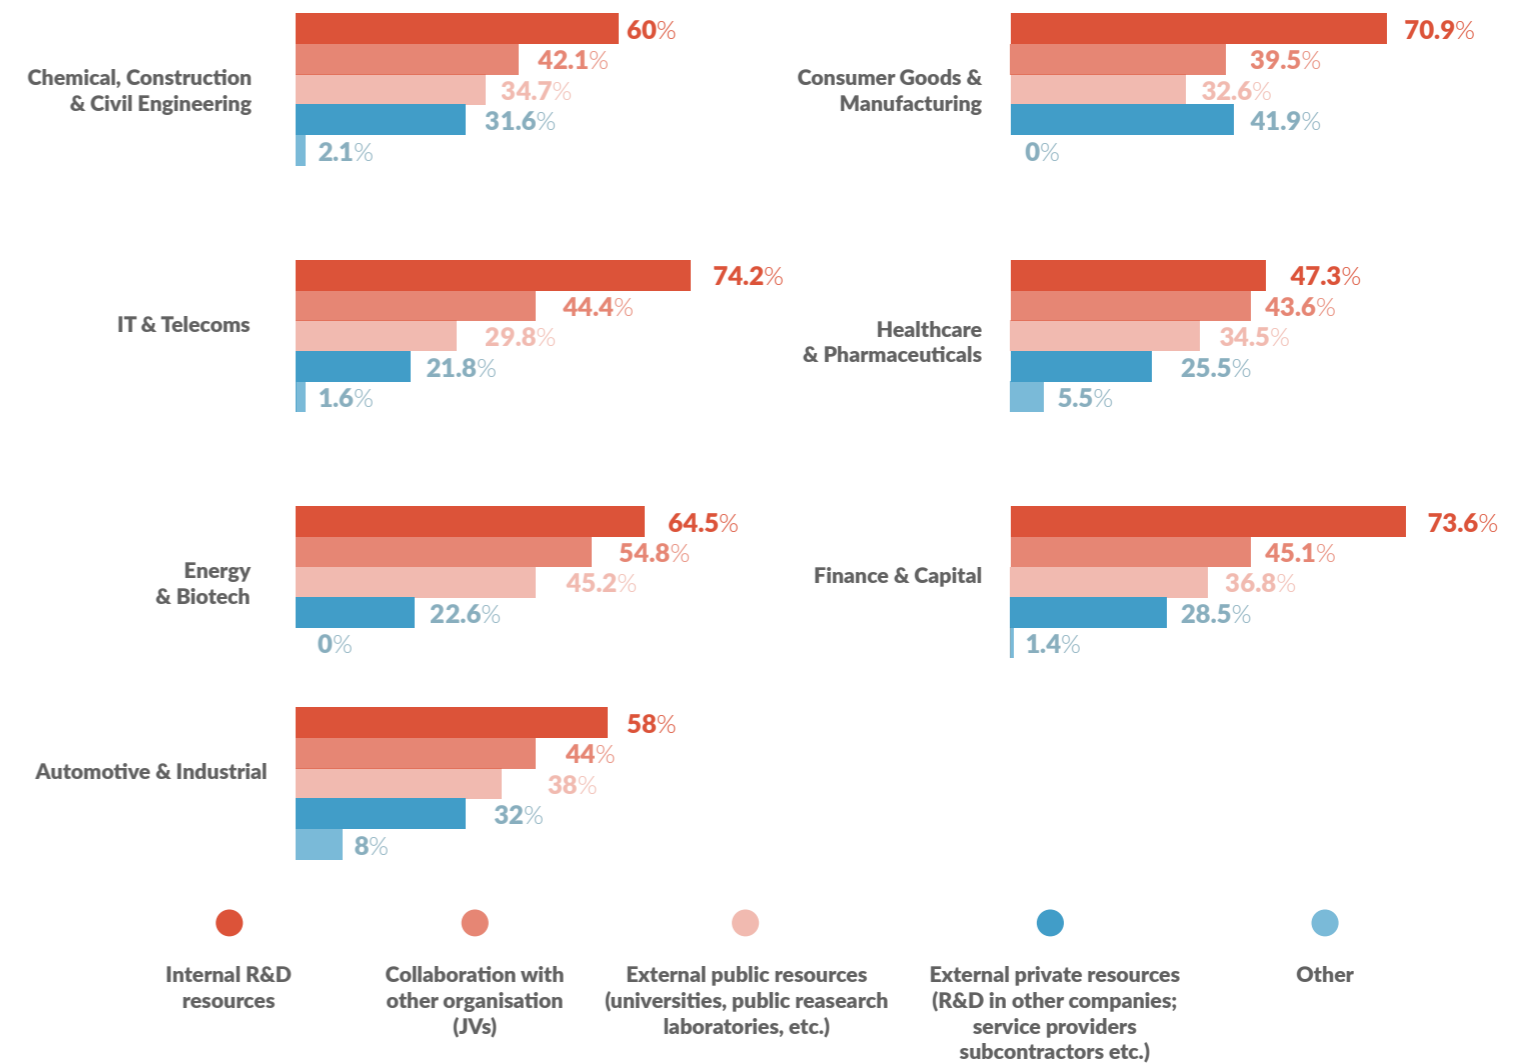 Chemical, Construction
& Civil Engineering
60%
42.1%
34.7%
31.6%
2.1%
Consumer Goods &
Manufacturing
70.9%
39.5%
32.6%
41.9%
0%
IT & Telecoms
74.2%
44.4%
29.8%
21.8%
1.6%
Healthcare
& Pharmaceuticals
47.3%
43.6%
34.5%
25.5%
5.5%
Energy
& Biotech
64.5%
54.8%
45.2%
22.6%
0%
Finance & Capital
73.6%
45.1%
36.8%
28.5%
1.4%
Automotive & Industrial
58%
44%
38%
32%
8%
Internal R&D
resources
Collaboration with
other organisation
(JVs)
External public resources
(universities, public reasearch
laboratories, etc.)
External private resources
(R&D in other companies;
service providers
subcontractors etc.)
Other